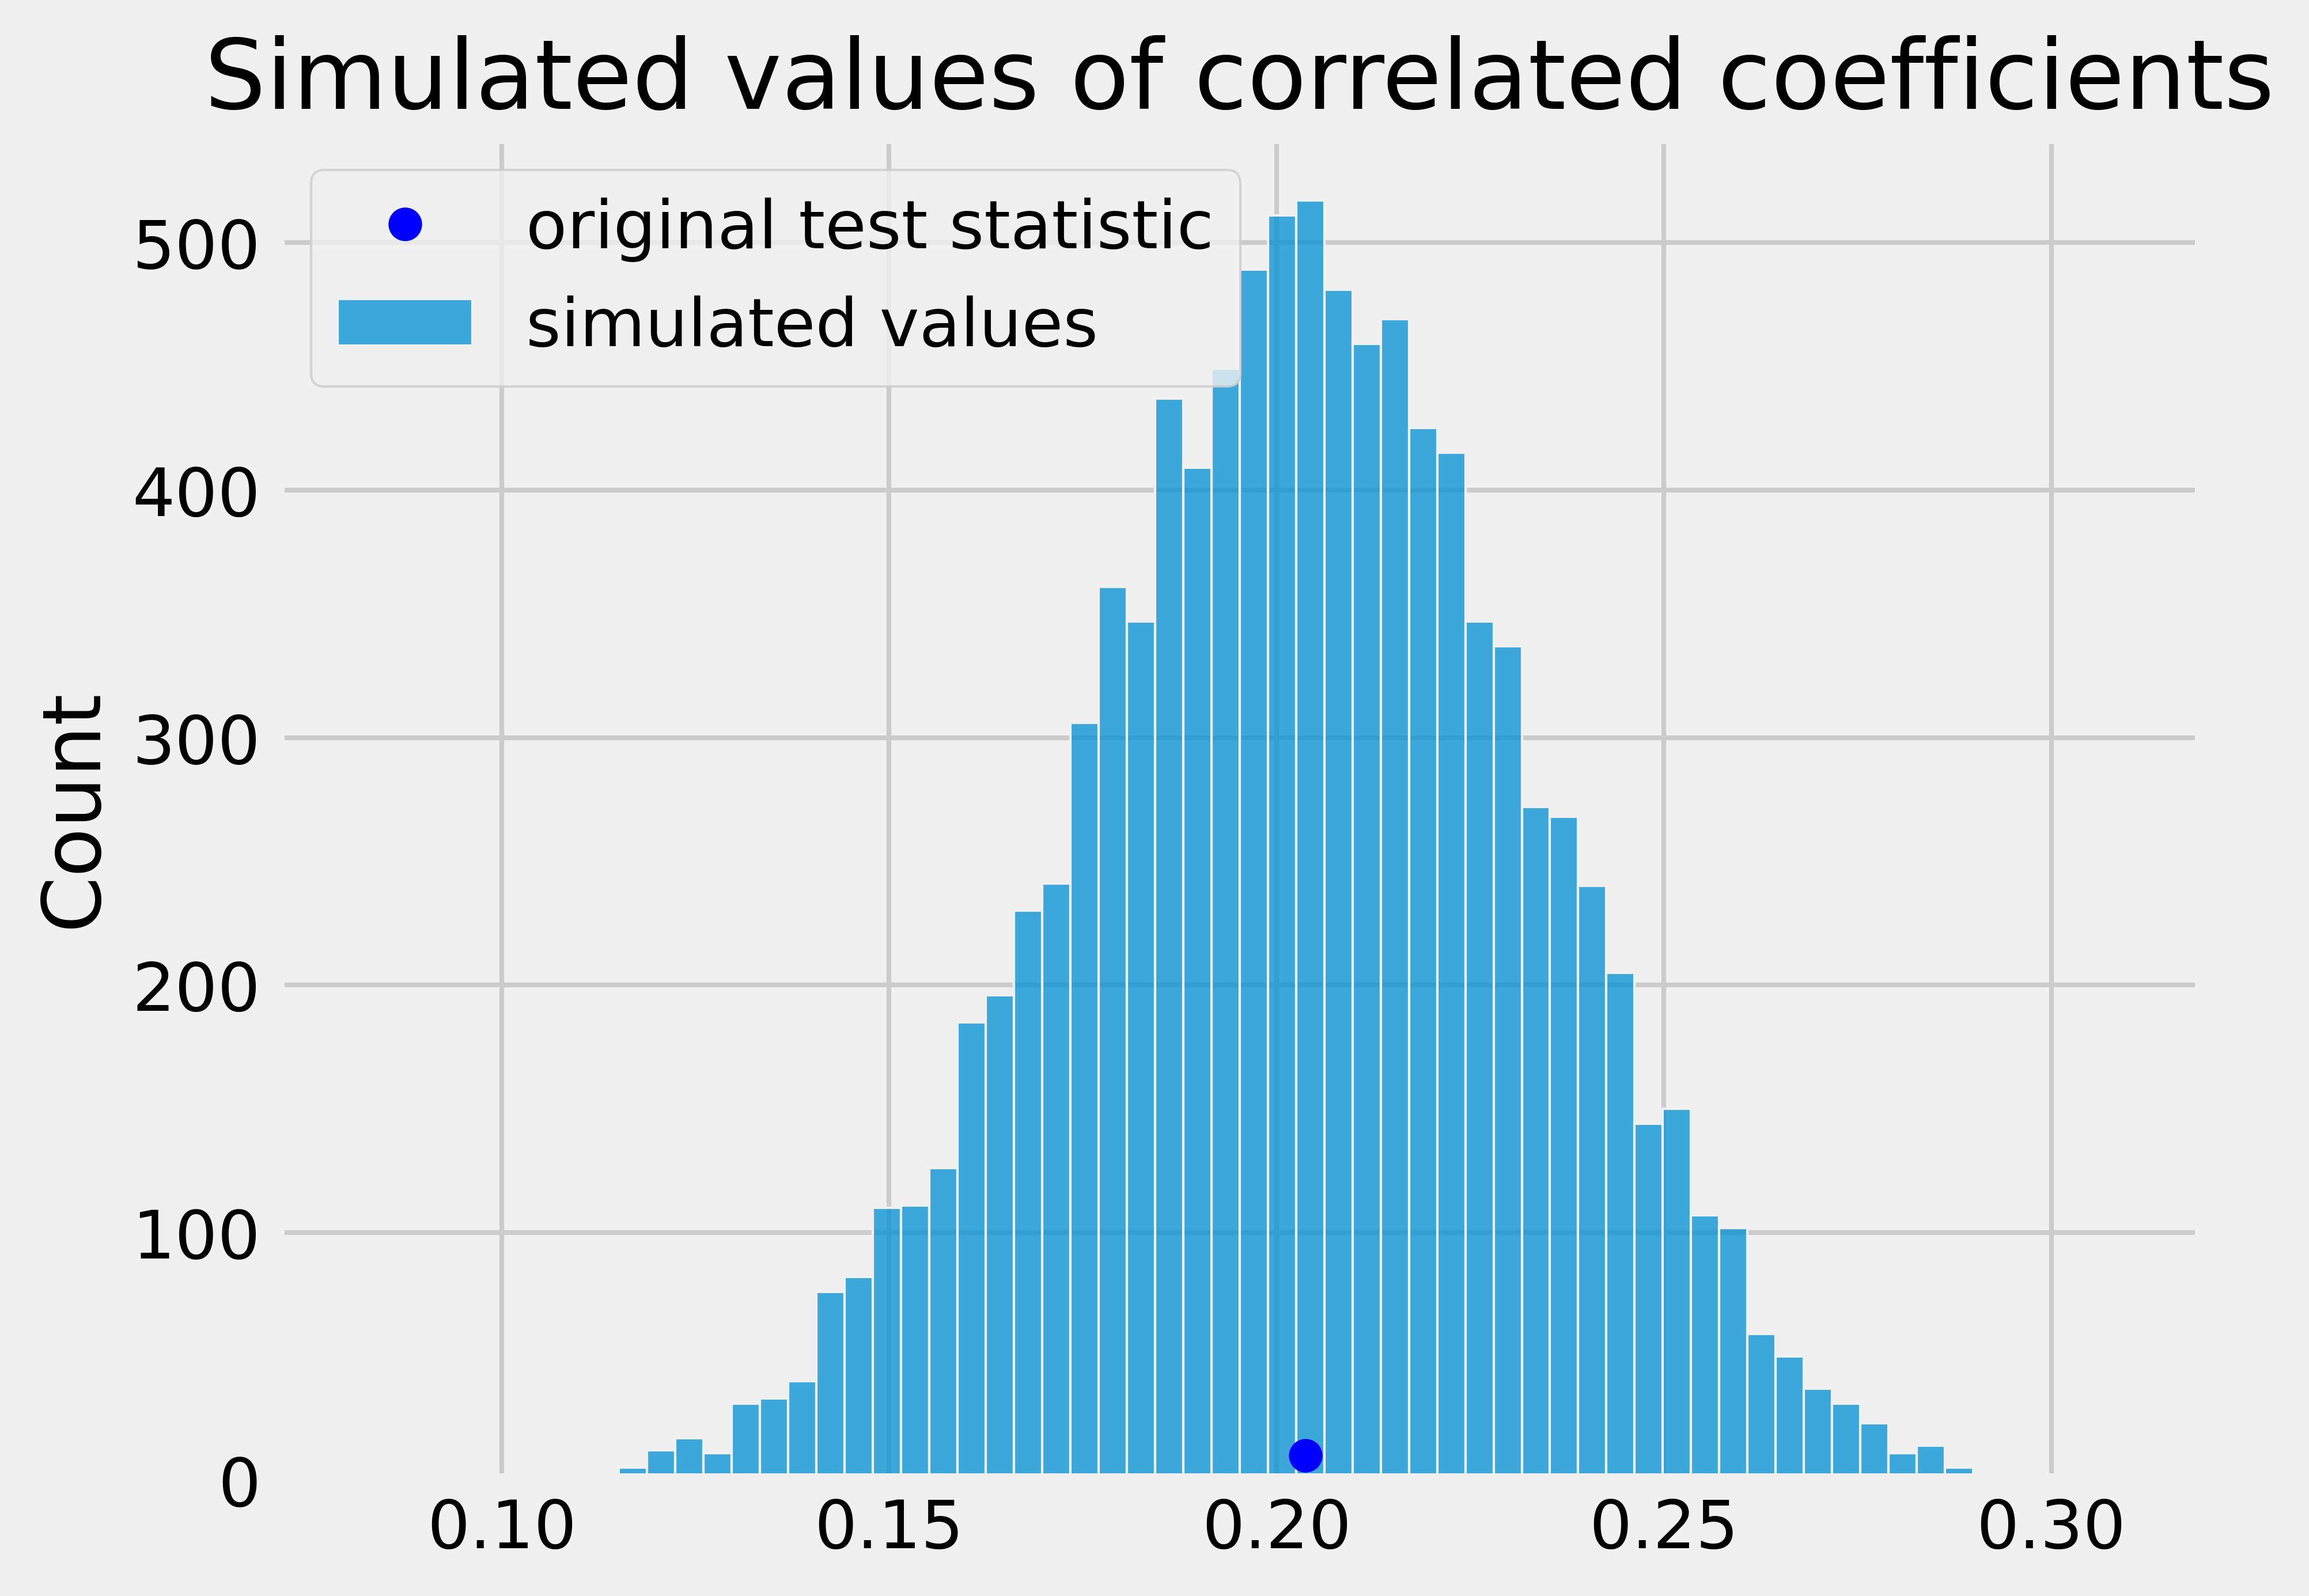 Simulated values of correlated coefficients
original test statistic
simulated values
500
400
300
200
100
0
Count
0.10
0.15
0.20
0.25
0.30